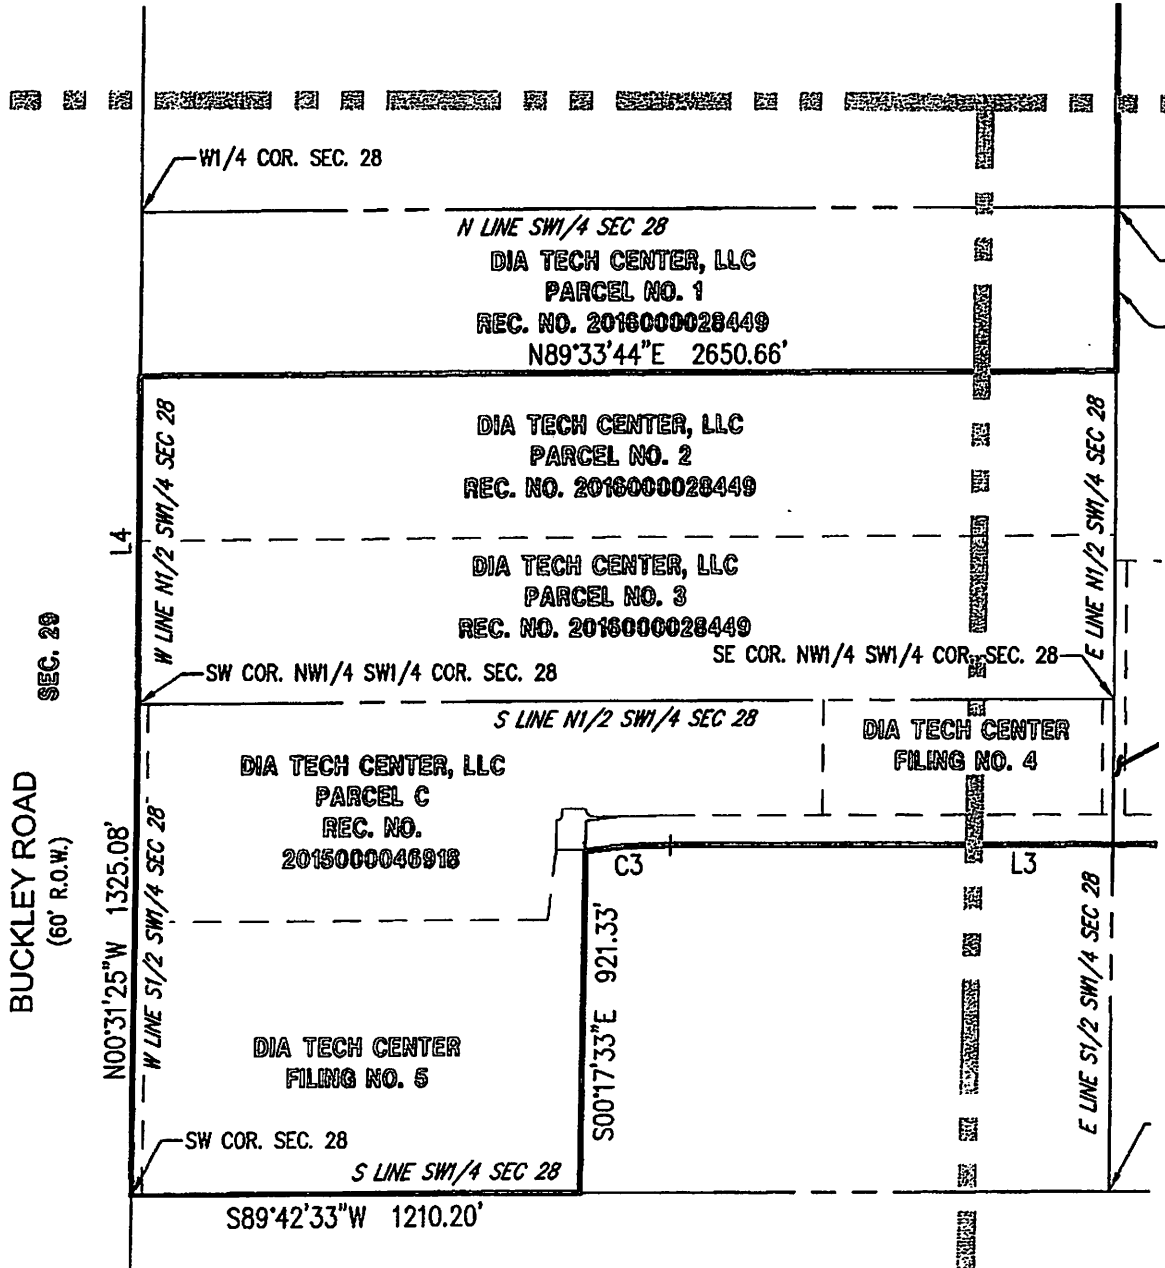 W1/4 COR. SEC. 28
N LINE SW1/4 SEC 28
DIA TECH CENTER, LLC
PARCEL NO. 1
REC. NO. 2016000028449
N89°33'44"E 2650.66'
DIA TECH CENTER, LLC
PARCEL NO. 2
REC. NO. 2016000028449
W LINE N1/2 SW1/4 SEC 28
E LINE N1/2 SW1/4 SEC 28
L4
DIA TECH CENTER, LLC
PARCEL NO. 3
REC. NO. 2016000028449
SEC. 29
SW COR. NW1/4 SW1/4 COR. SEC. 28
SE COR. NW1/4 SW1/4 COR. SEC. 28
S LINE N1/2 SW1/4 SEC 28
DIA TECH CENTER
FILING NO. 4
DIA TECH CENTER, LLC
PARCEL C
REC. NO.
2015000046918
C3
L3
BUCKLEY ROAD
(60' R.O.W.)
N00°31'25"W 1325.08'
W LINE S1/2 SW1/4 SEC 28
S00°17'33"E 921.33'
E LINE S1/2 SW1/4 SEC 28
DIA TECH CENTER
FILING NO. 5
SW COR. SEC. 28
S LINE SW1/4 SEC 28
S89°42'33"W 1210.20'